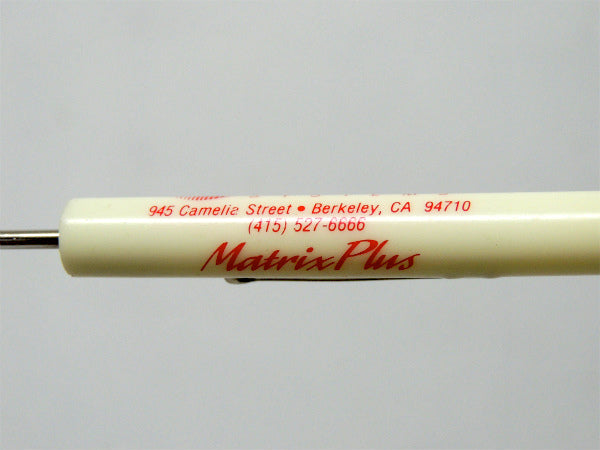 945 Camelia Street • Berkeley, CA 94710
(415) 527-6666
MatrixPlus